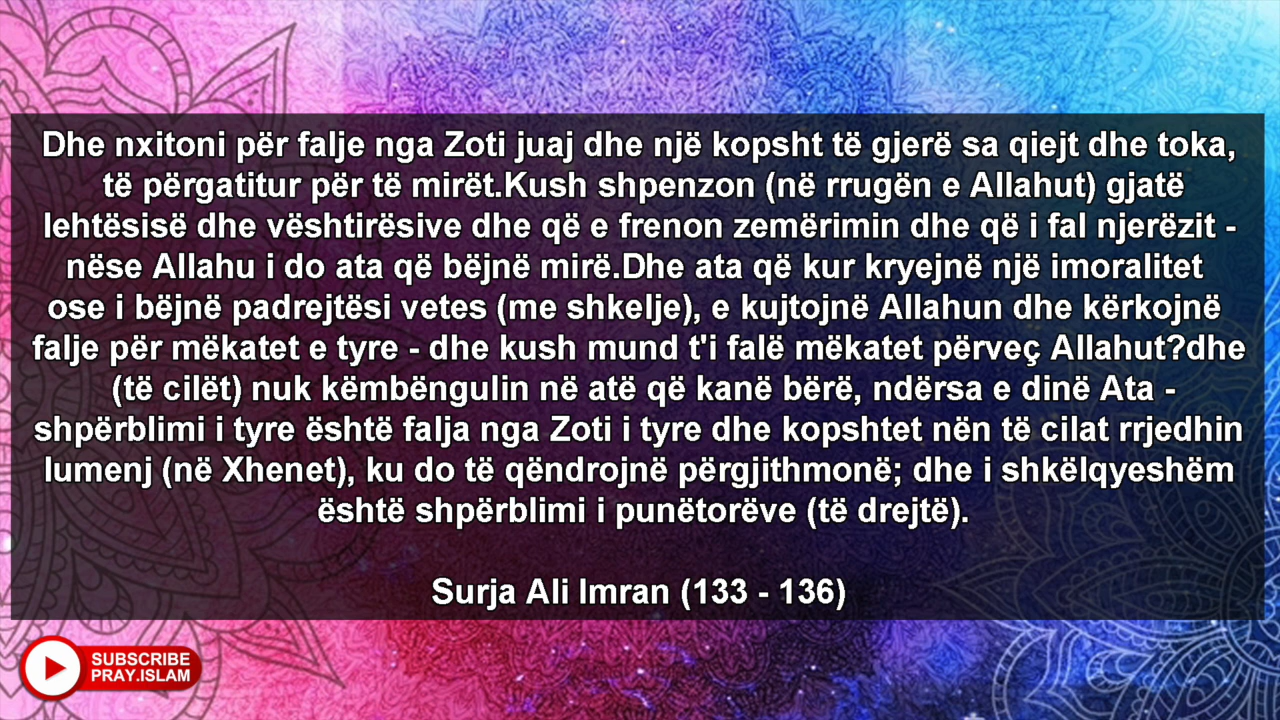 Dhe nxitoni për falje nga Zoti juaj dhe një kopsht të gjerë sa qiejt dhe toka,
të përgatitur për të mirët.Kush shpenzon (në rrugën e Allahut) gjatë
lehtësisë dhe vështirësive dhe që e frenon zemërimin dhe që i fal njerëzit -
nëse Allahu i do ata që bëjnë mirë.Dhe ata që kur kryejnë një imoralitet
ose i bëjnë padrejtësi vetes (me shkelje), e kujtojnë Allahun dhe kërkojnë
falje për mëkatet e tyre - dhe kush mund t'i falë mëkatet përveç Allahut?dhe
(të cilët) nuk këmbëngulin në atë që kanë bërë, ndërsa e dinë Ata -
shpërblimi i tyre është falja nga Zoti i tyre dhe kopshtet nën të cilat rrjedhin
lumenj (në Xhenet), ku do të qëndrojnë përgjithmonë; dhe i shkëlqyeshëm
është shpërblimi i punëtorëve (të drejtë).
Surja Ali Imran (133 - 136)
SUBSCRIBE
PRAY.ISLAM